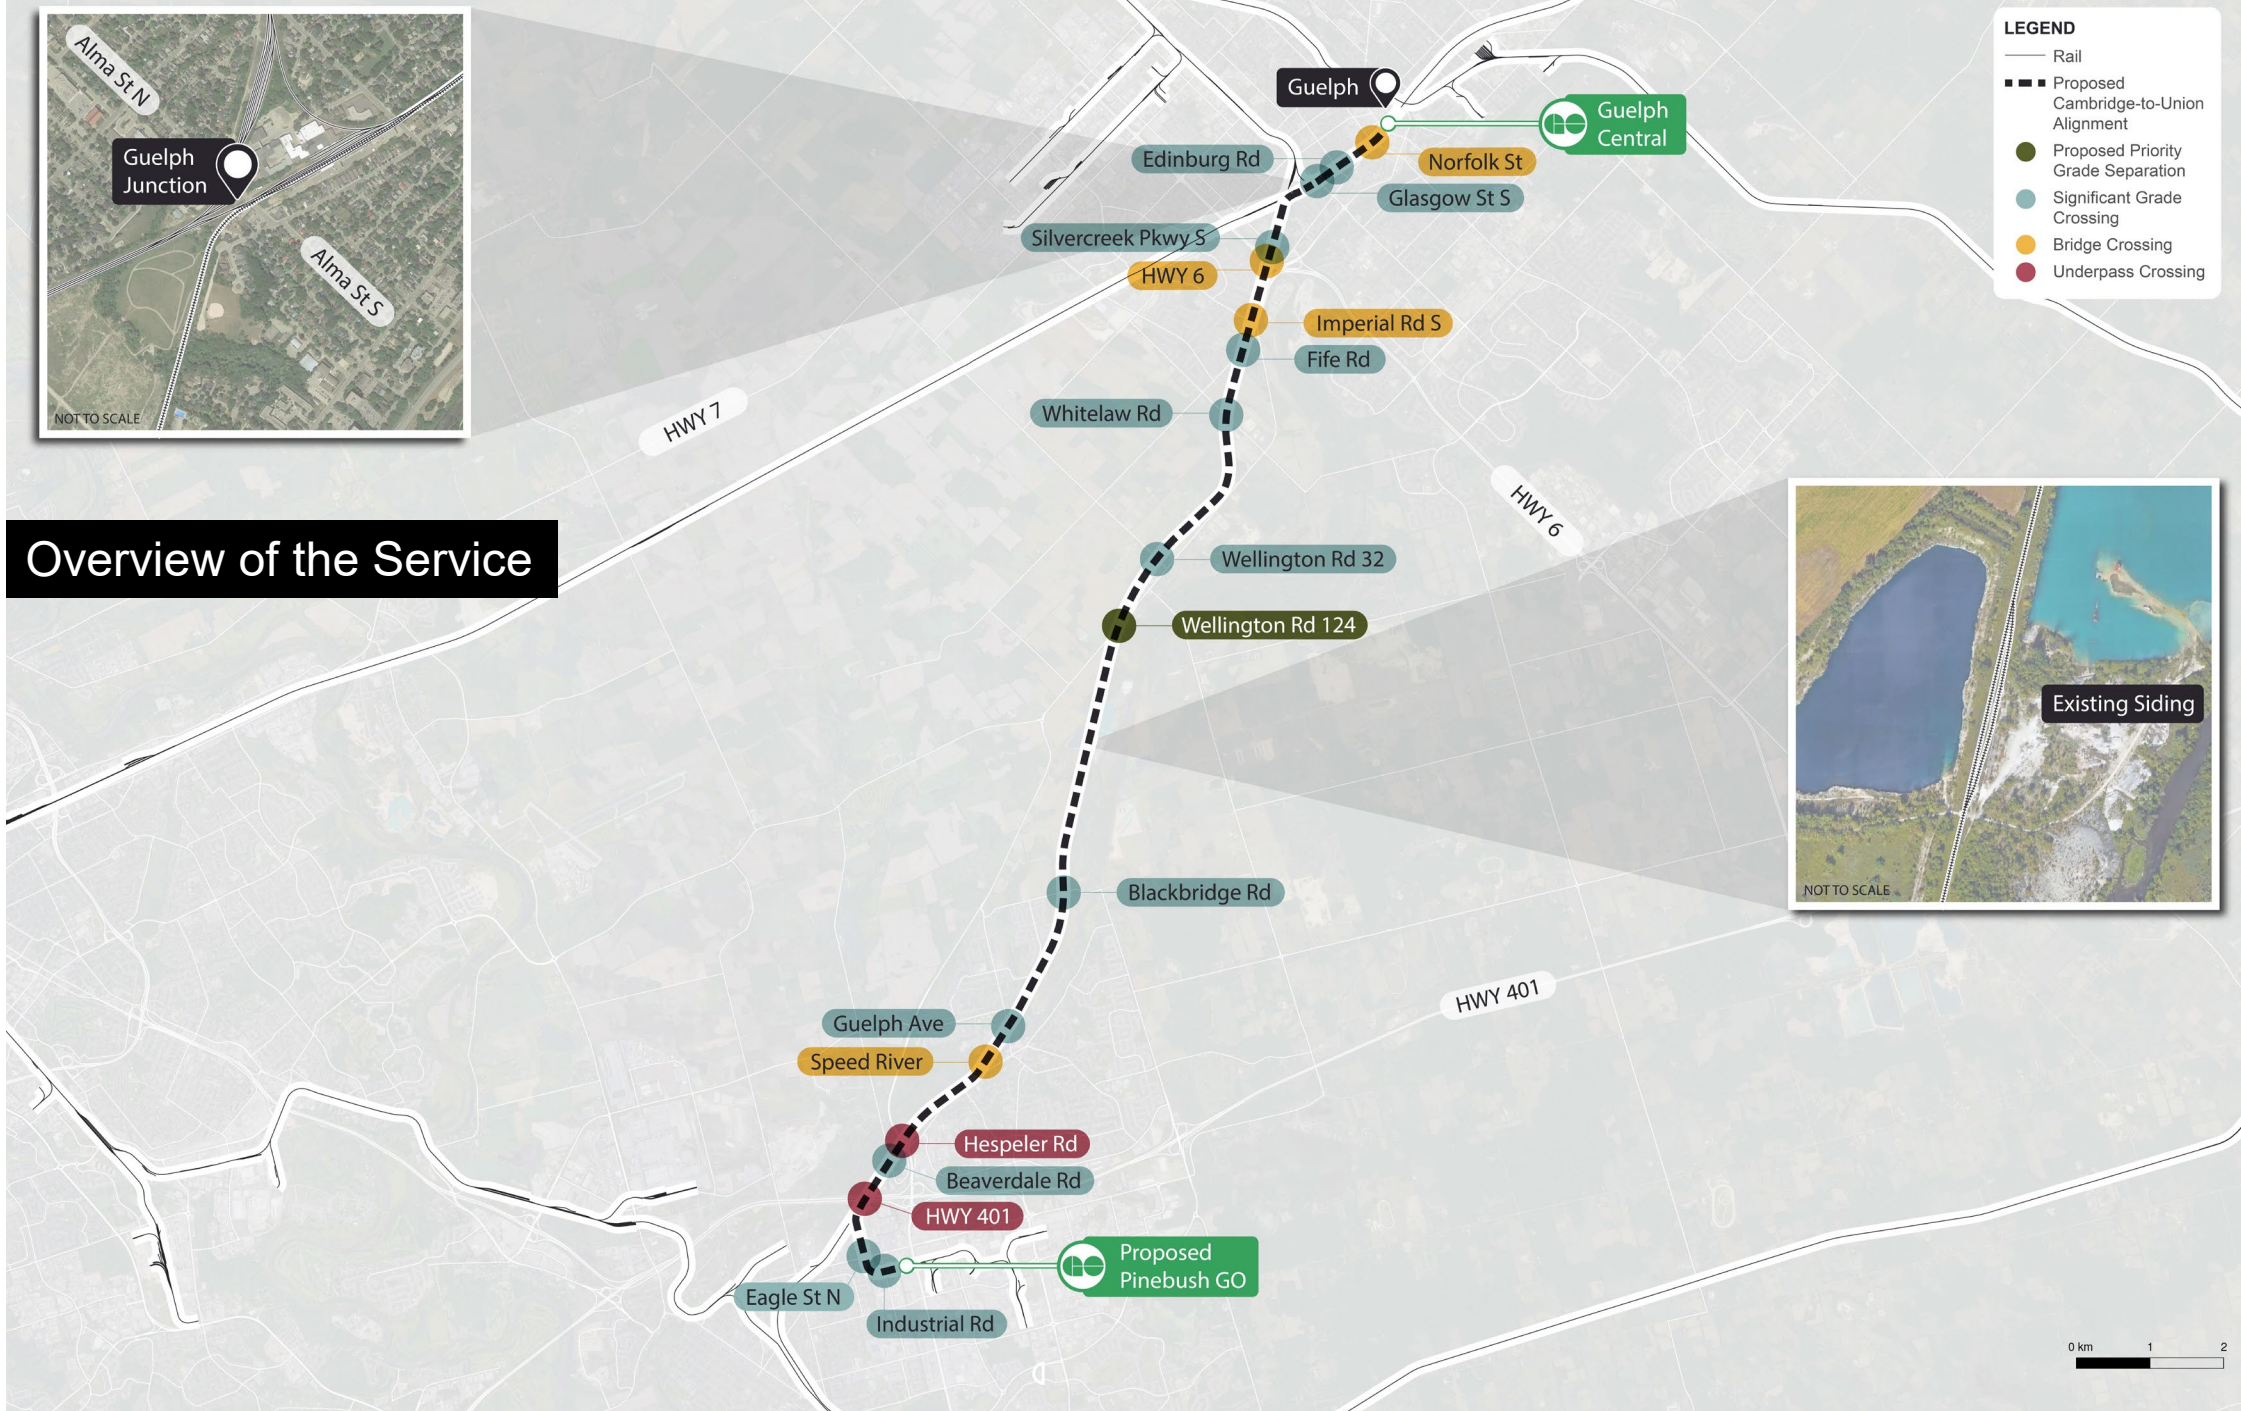 Alma St N
Guelph
Junction
Alma St S
NOT TO SCALE
Guelph
Guelph
Central
Edinburg Rd
Norfolk St
Glasgow St S
Silvercreek Pkwy S
HWY 6
Imperial Rd S
Fife Rd
Whitelaw Rd
HWY 7
HWY 6
LEGEND
Rail
Proposed
Cambridge-to-Union
Alignment
Proposed Priority
Grade Separation
Significant Grade
Crossing
Bridge Crossing
Underpass Crossing
Overview of the Service
Wellington Rd 32
Wellington Rd 124
Existing Siding
NOT TO SCALE
Blackbridge Rd
HWY 401
Guelph Ave
Speed River
Hespeler Rd
Beaverdale Rd
HWY 401
Proposed
Pinebush GO
Eagle St N
Industrial Rd
0 km 1 2